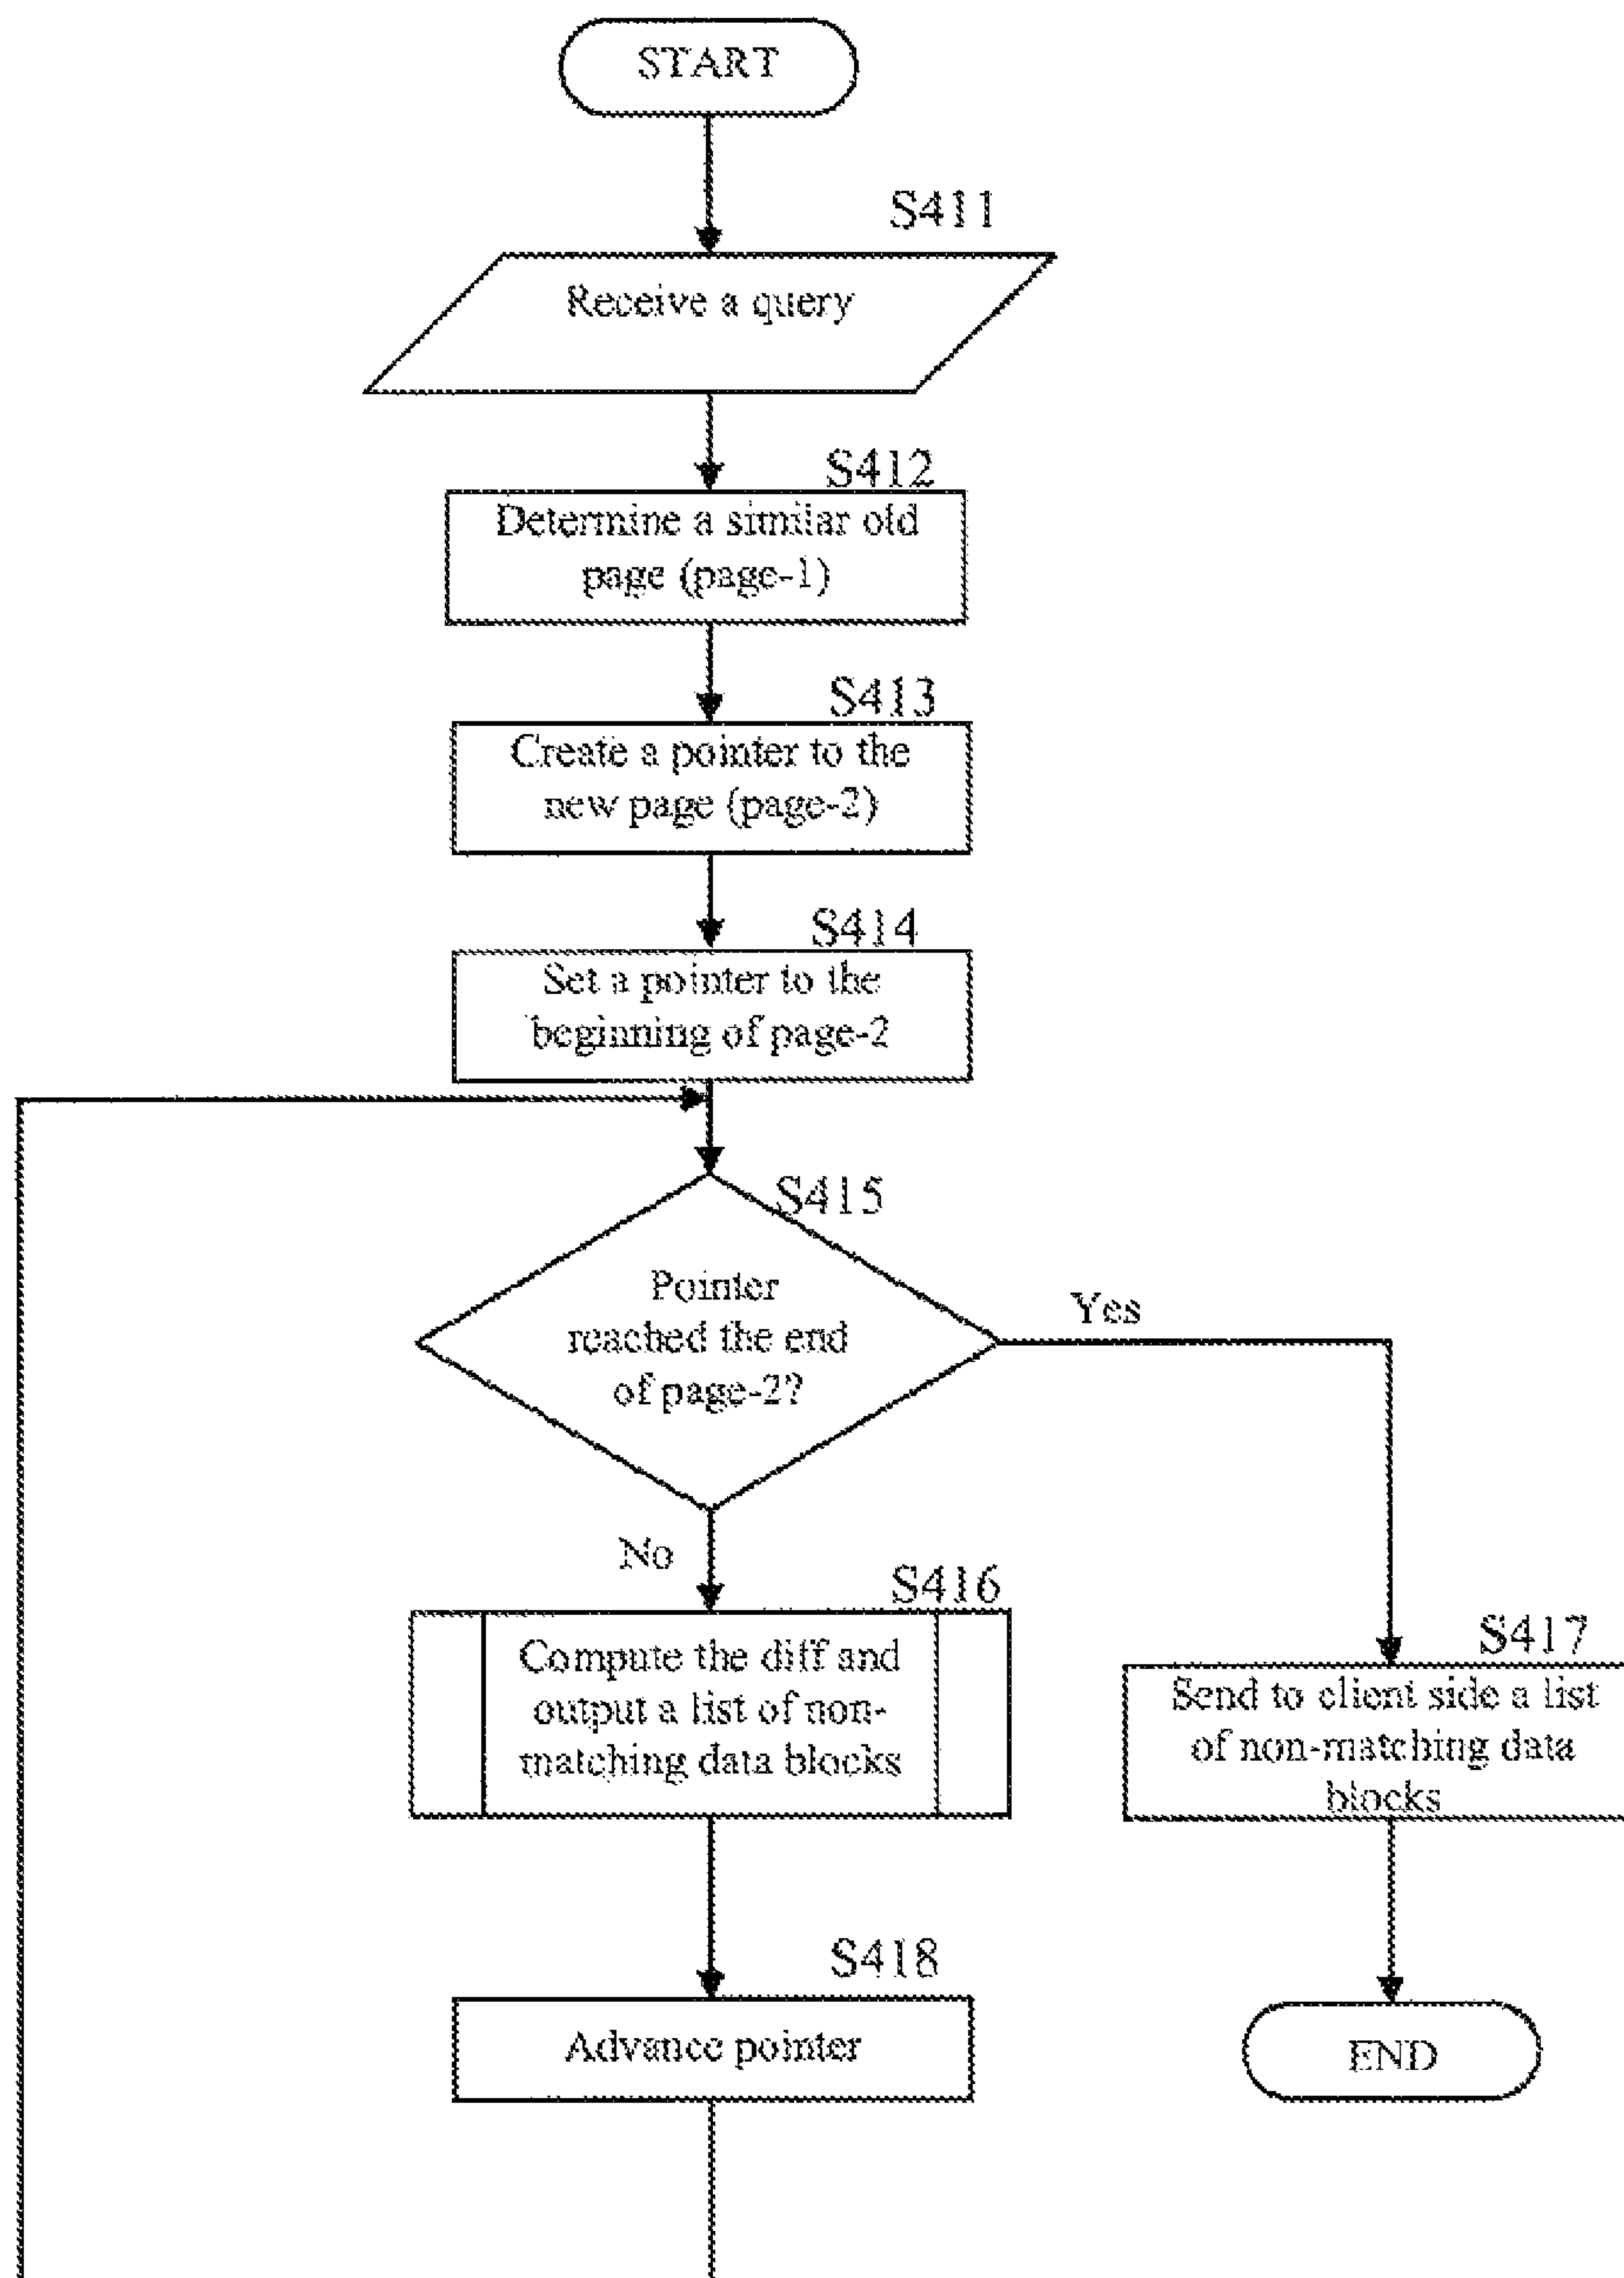 START
S411
Receive a query
S412
Determine a similar old
page (page-1)
S413
Create a pointer to the
new page (page-2)
S414
Set a pointer to the
beginning of page-2
S415
Pointer
reached the end
of page-2?
Yes
No
S416
Compute the diff and
output a list of non-
matching data blocks
S417
Send to client side a list
of non-matching data
blocks
S418
Advance pointer
END